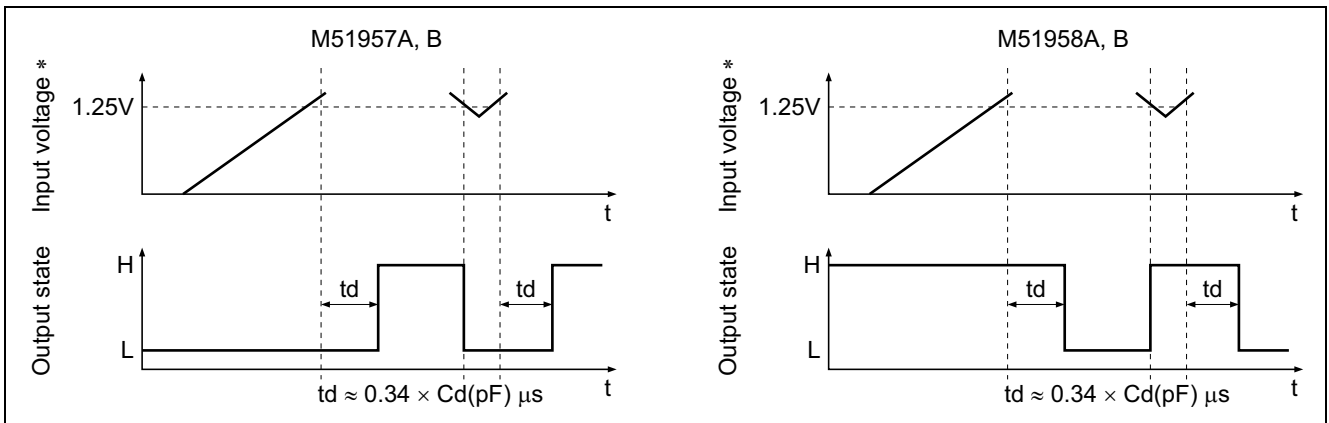 M51957A, B
Input voltage *
1.25V
t
Output state
H
L
td
td
t
td ≈ 0.34 × Cd(pF) μs
M51958A, B
Input voltage *
1.25V
t
Output state
H
L
td
td
t
td ≈ 0.34 × Cd(pF) μs